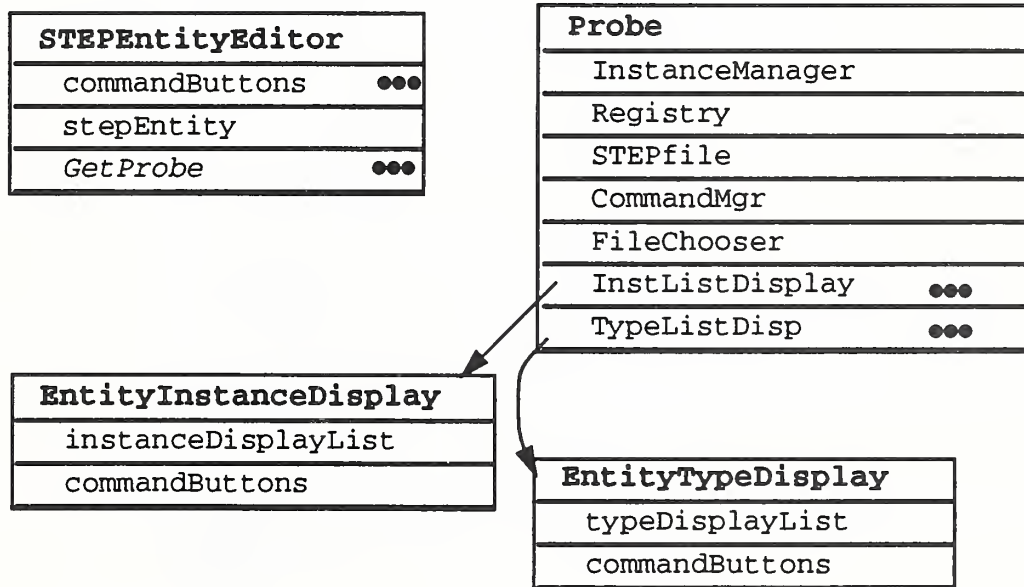 STEPEntityEditor
commandButtons •••
stepEntity
GetProbe •••
Probe
InstanceManager
Registry
STEPfile
CommandMgr
FileChooser
InstListDisplay •••
TypeListDisp •••
EntityInstanceDisplay
instanceDisplayList
commandButtons
EntityTypeDisplay
typeDisplayList
commandButtons